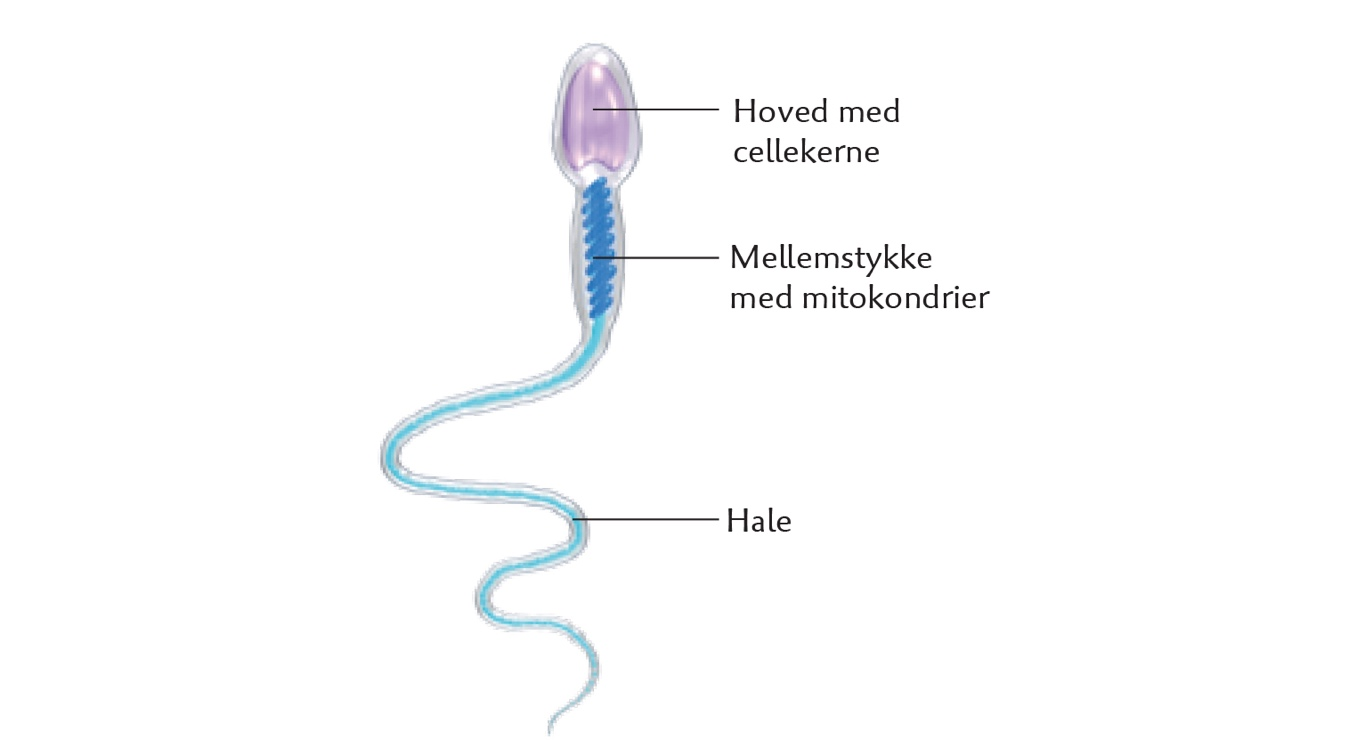 Hoved med
cellekerne
Mellemstykke
med mitokondrier
Hale